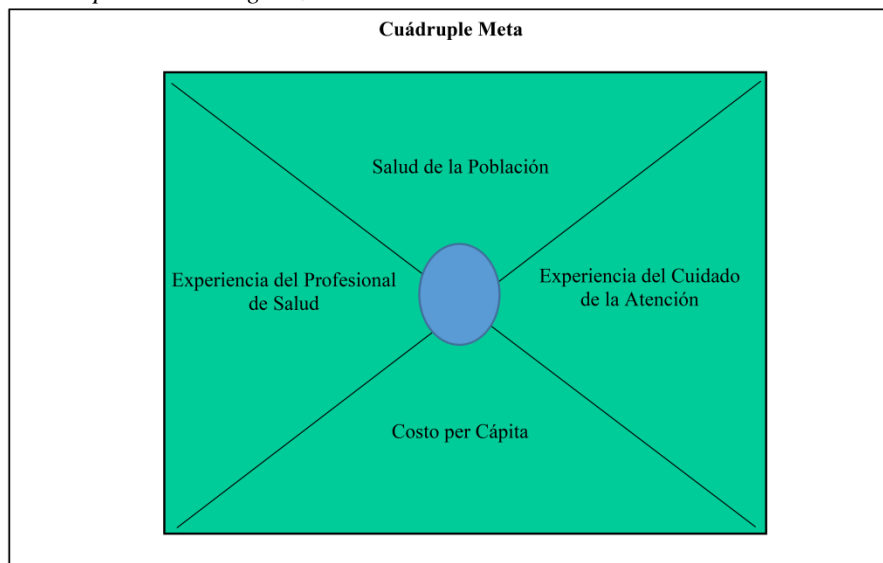 Cuádruple Meta
Salud de la Población
Experiencia del Profesional
de Salud
Experiencia del Cuidado
de la Atención
Costo per Cápita